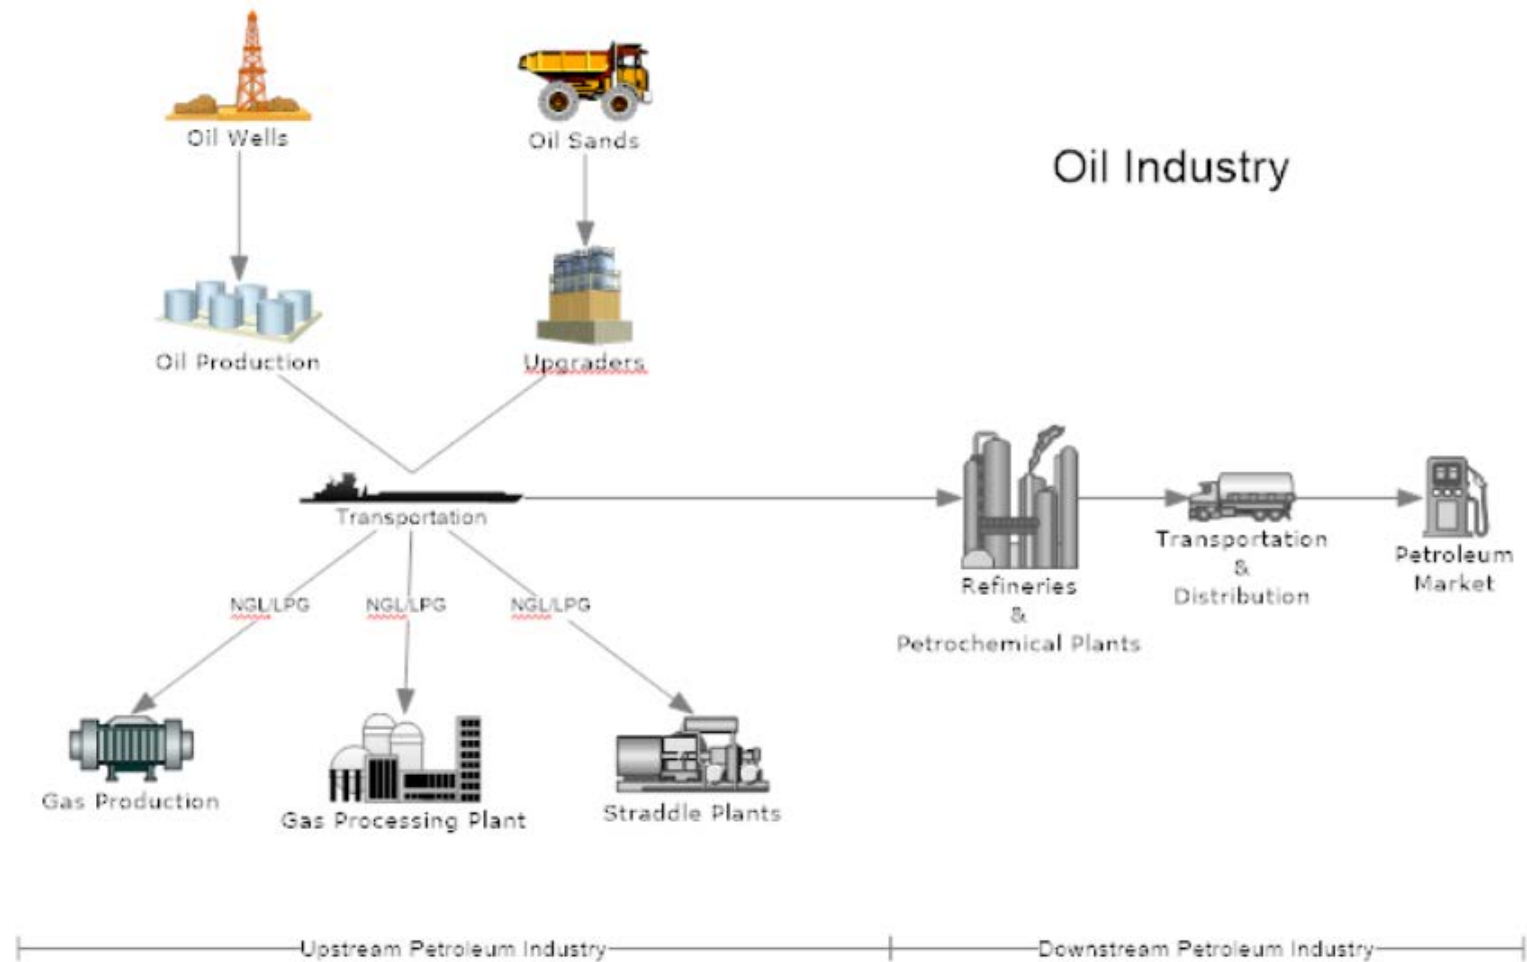 Oil Wells
Oil Sands
Oil Industry
Oil Production
Upgraders
Transportation
NGL/LPG
NGL/LPG
NGL/LPG
Refineries
&
Petrochemical Plants
Transportation
&
Distribution
Petroleum
Market
Gas Production
Gas Processing Plant
Straddle Plants
Upstream Petroleum Industry
Downstream Petroleum Industry